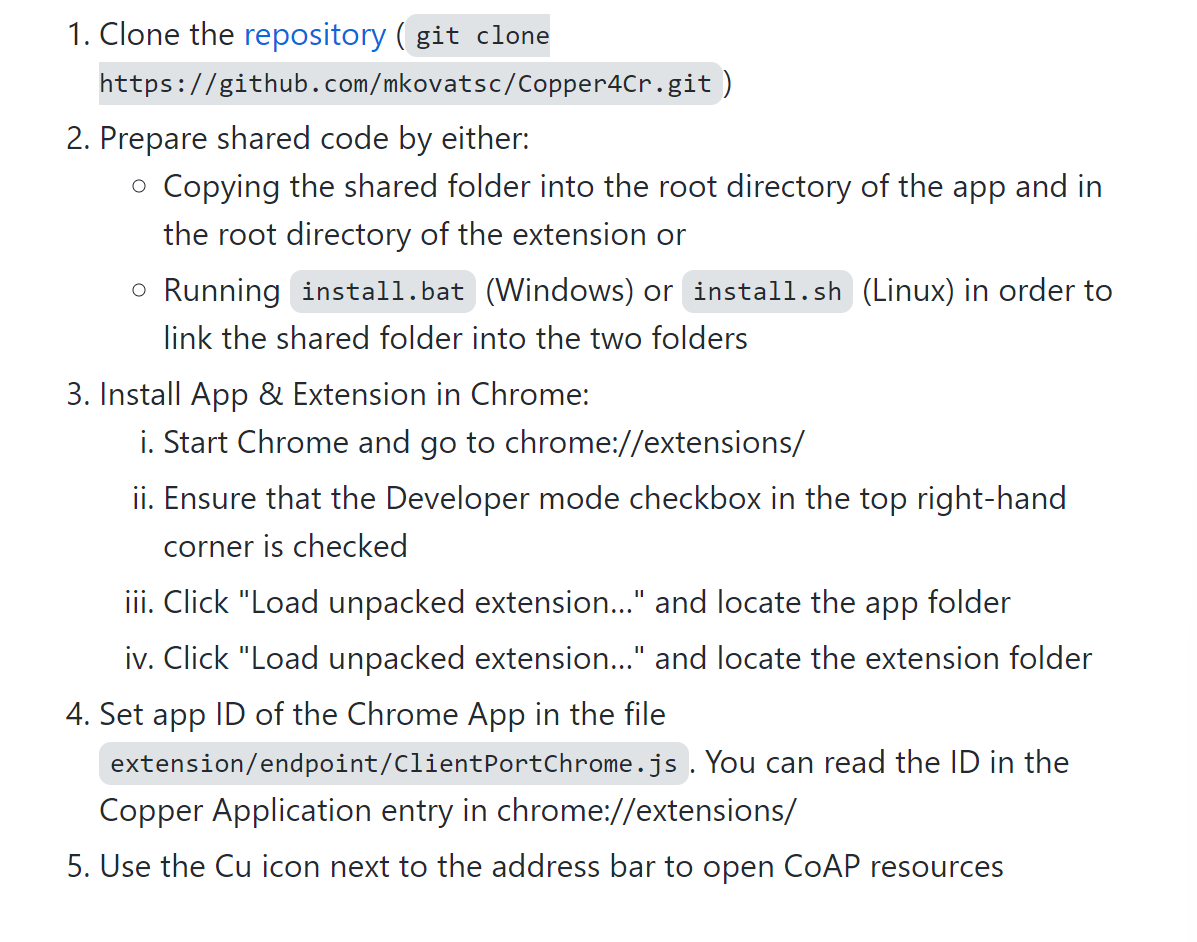 1. Clone the repository (git clone
https://github.com/mkovatsc/Copper4Cr.git)
2. Prepare shared code by either:
○ Copying the shared folder into the root directory of the app and in
the root directory of the extension or
○ Running install.bat (Windows) or install.sh (Linux) in order to
link the shared folder into the two folders
3. Install App & Extension in Chrome:
i. Start Chrome and go to chrome://extensions/
ii. Ensure that the Developer mode checkbox in the top right-hand
corner is checked
iii. Click "Load unpacked extension..." and locate the app folder
iv. Click "Load unpacked extension..." and locate the extension folder
4. Set app ID of the Chrome App in the file
extension/endpoint/ClientPortChrome.js. You can read the ID in the
Copper Application entry in chrome://extensions/
5. Use the Cu icon next to the address bar to open CoAP resources